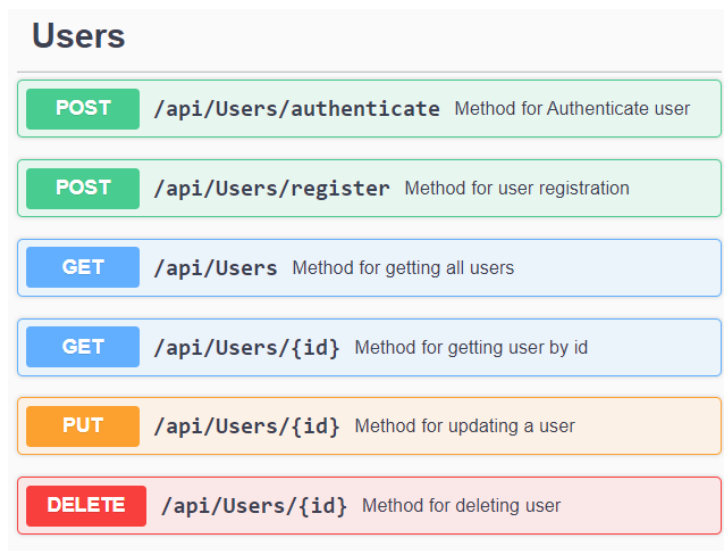 Users
POST /api/Users/authenticate Method for Authenticate user
POST /api/Users/register Method for user registration
GET /api/Users Method for getting all users
GET /api/Users/{id} Method for getting user by id
PUT /api/Users/{id} Method for updating a user
DELETE /api/Users/{id} Method for deleting user